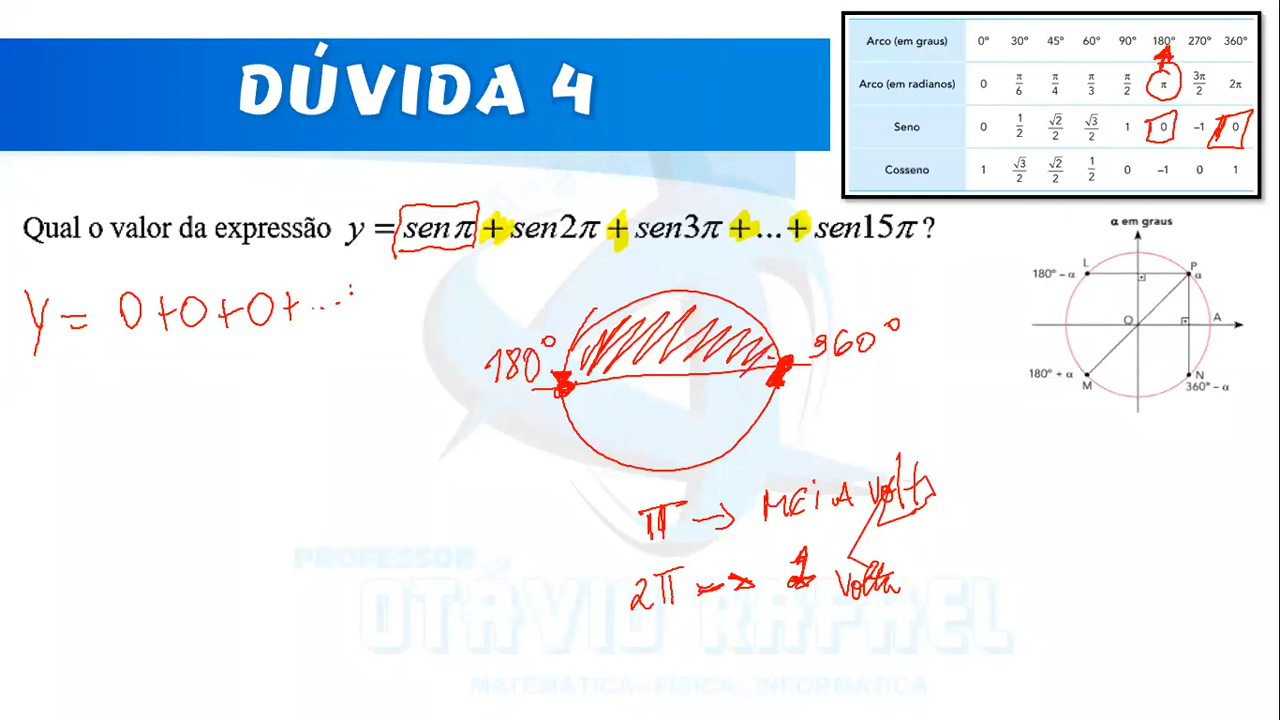 DÚVIDA 4
Arco (em graus) 0° 30° 45° 60° 90° 180° 270° 360°
Arco (em radianos) 0 π/6 π/4 π/3 π/2 π 3π/2 2π
Seno 0 1/2 √2/2 √3/2 1 0 –1 0
Cosseno 1 √3/2 √2/2 1/2 0 –1 0 1
Qual o valor da expressão y = senπ + sen2π + sen3π + ... + sen15π ?
α em graus
180° – α L P α
O A
180° + α M N 360° – α
y = 0+0+0+...
180° 360°
π → MEiA volta
2π → 1 volta
PROFESSOR
OTÁVIO RAFAEL
MATEMÁTICA - FÍSICA - INFORMÁTICA